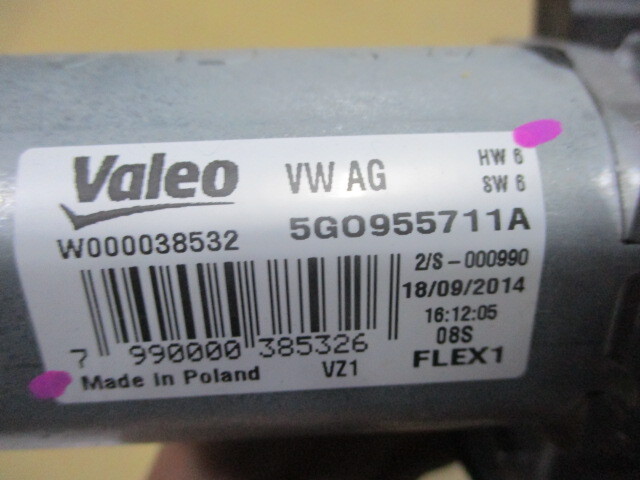 Valeo VW AG HW 6
SW 6
W000038532 5G0955711A
2/S-000990
18/09/2014
16:12:05
08S
7 990000 385326 FLEX1
Made in Poland VZ1